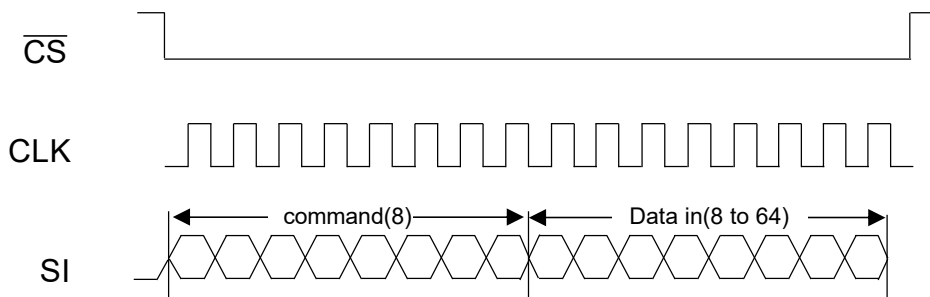 CS
CLK
command(8)
Data in(8 to 64)
SI